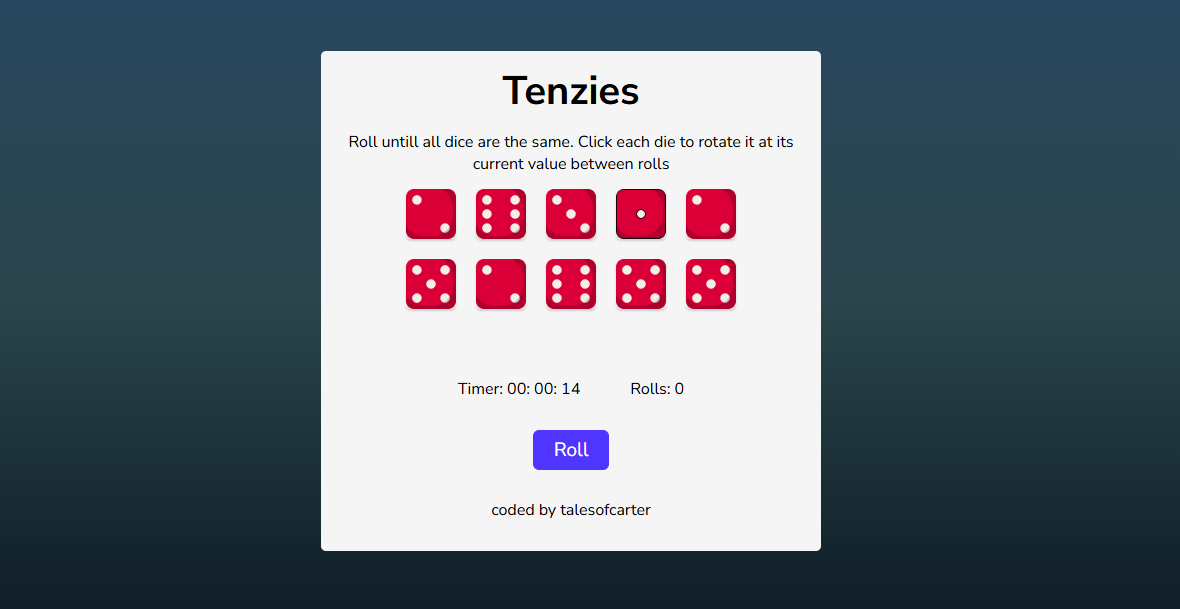 Tenzies
Roll untill all dice are the same. Click each die to rotate it at its
current value between rolls
Timer: 00: 00: 14 Rolls: 0
Roll
coded by talesofcarter